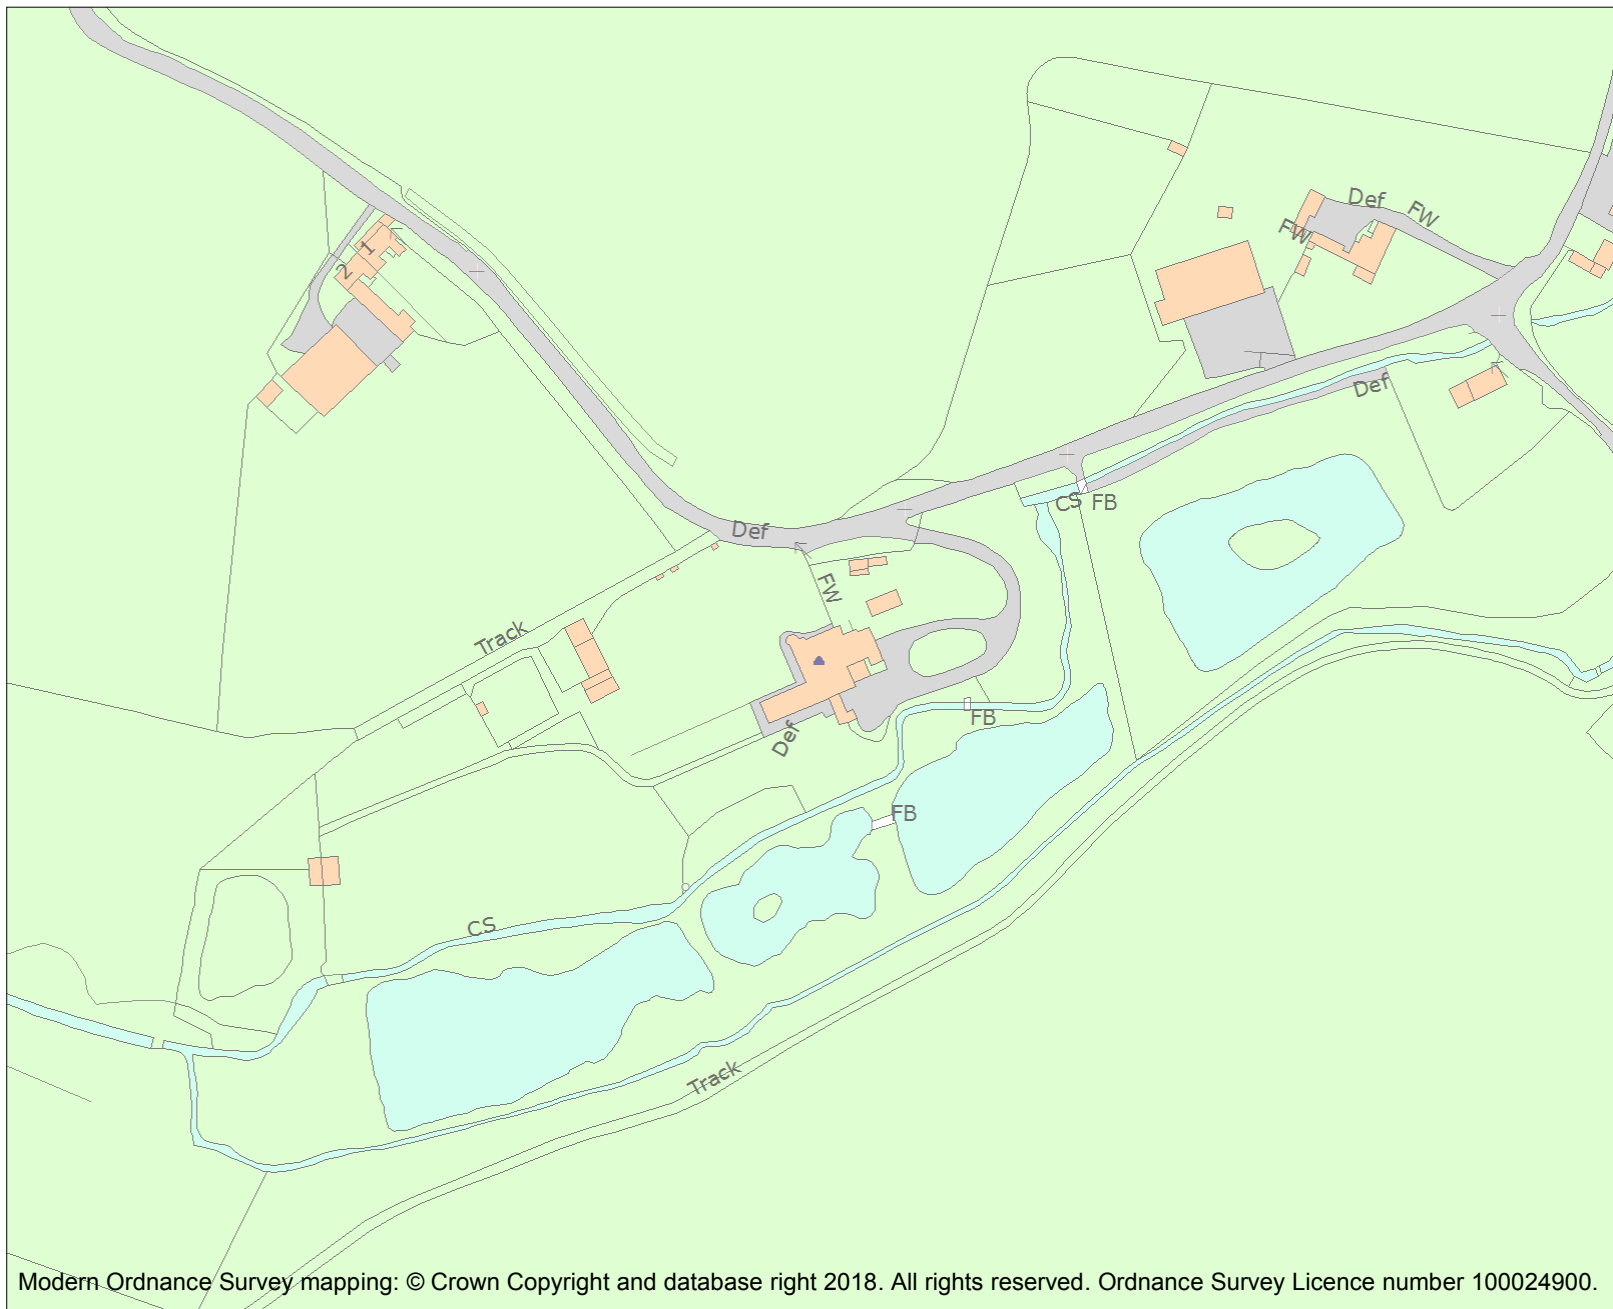 Def
FW
FW
1
2
Def
CS
FB
Def
FW
Track
FB
Def
FB
CS
Track
Modern Ordnance Survey mapping: © Crown Copyright and database right 2018. All rights reserved. Ordnance Survey Licence number 100024900.